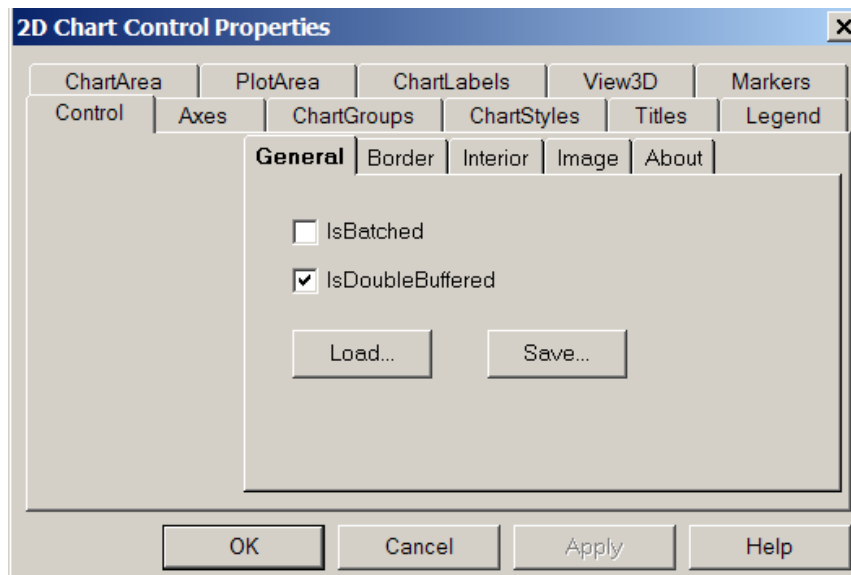 2D Chart Control Properties
ChartArea PlotArea ChartLabels View3D Markers
Control Axes ChartGroups ChartStyles Titles Legend
General Border Interior Image About
IsBatched
IsDoubleBuffered
Load... Save...
OK Cancel Apply Help